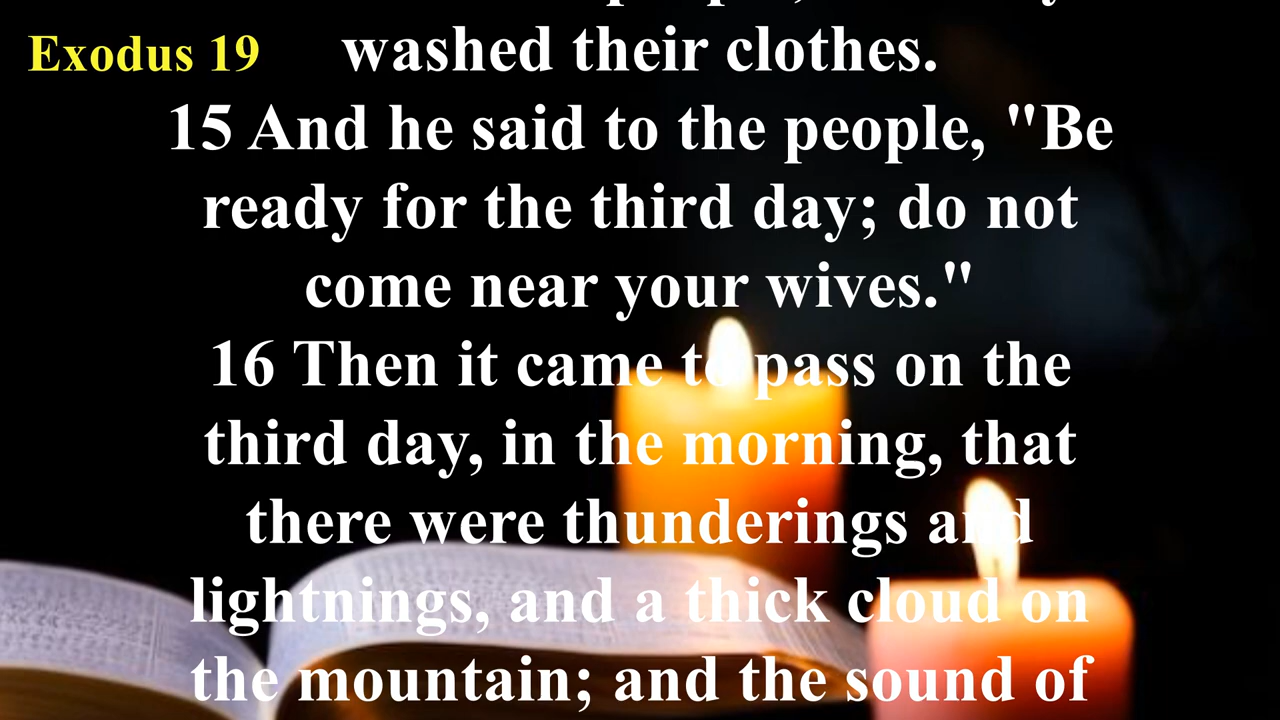 Exodus 19
washed their clothes.
15 And he said to the people, "Be
ready for the third day; do not
come near your wives."
16 Then it came to pass on the
third day, in the morning, that
there were thunderings and
lightnings, and a thick cloud on
the mountain; and the sound of